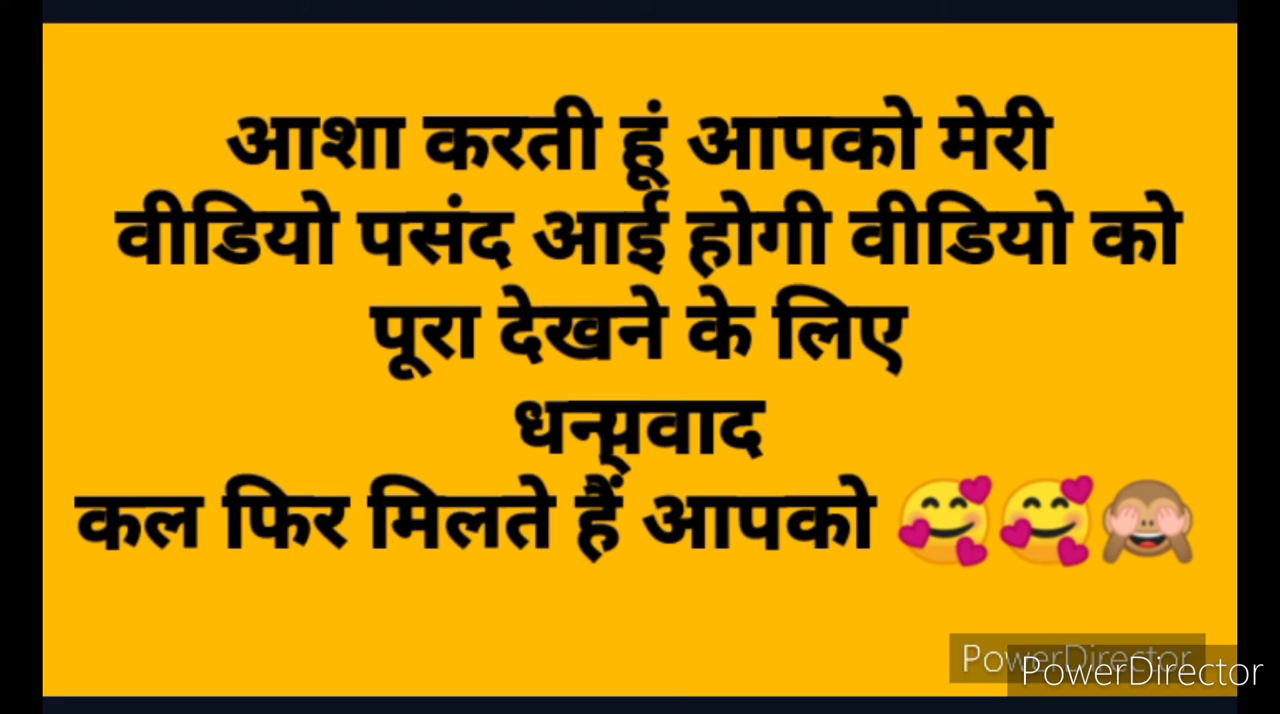 आशा करती हूं आपको मेरी
वीडियो पसंद आई होगी वीडियो को
पूरा देखने के लिए
धन्यवाद
कल फिर मिलते हैं आपको 🥰🥰🙈
PowerDirector
PowerDirector